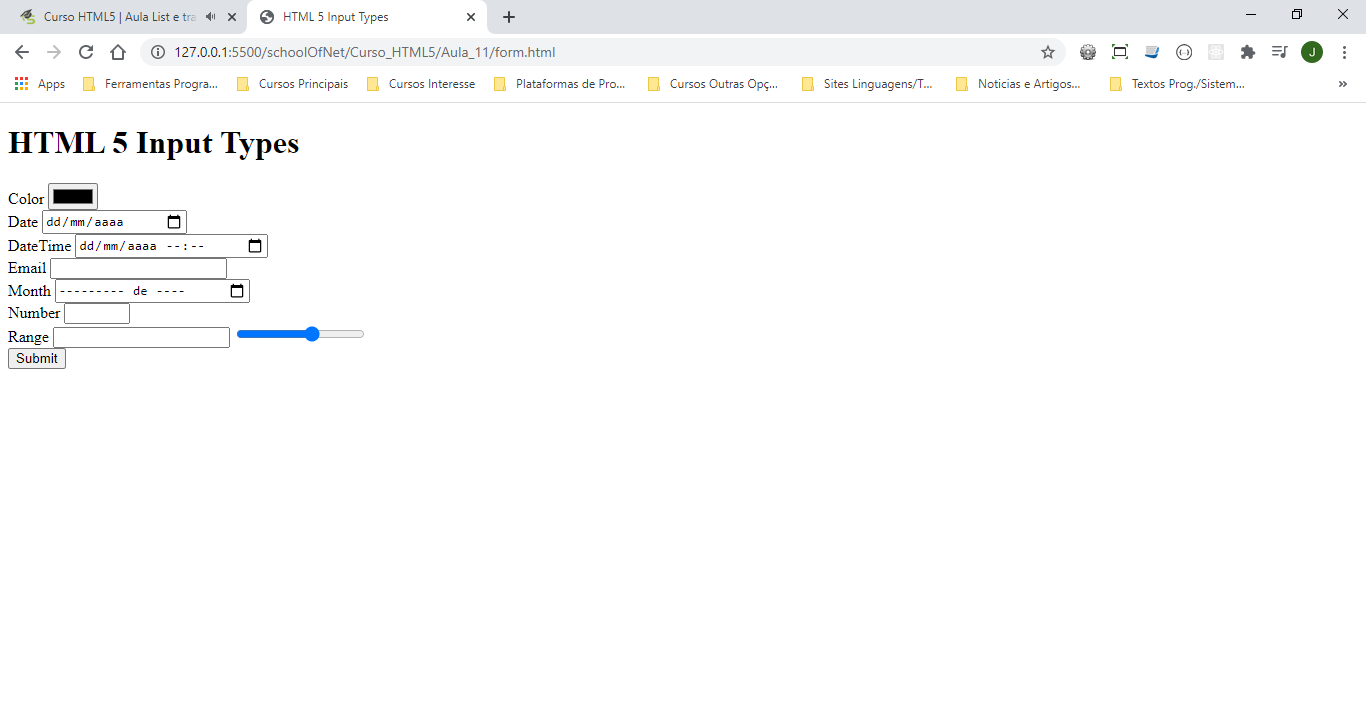 Curso HTML5 | Aula List e tra
HTML 5 Input Types
127.0.0.1:5500/schoolOfNet/Curso_HTML5/Aula_11/form.html
J
Apps Ferramentas Progra... Cursos Principais Cursos Interesse Plataformas de Pro... Cursos Outras Opç... Sites Linguagens/T... Noticias e Artigos... Textos Prog./Sistem... »
HTML 5 Input Types
Color
Date dd/mm/aaaa
DateTime dd/mm/aaaa --:--
Email
Month --------- de ----
Number
Range
Submit